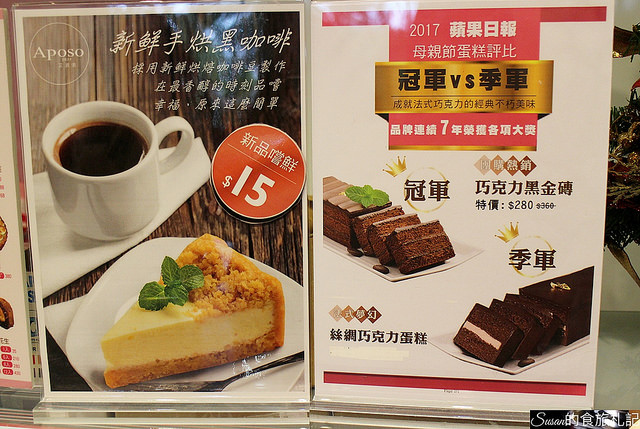 Aposo
新鮮手烘黑咖啡
採用新鮮烘焙咖啡豆製作
在最香醇的時刻品嚐
幸福，原來這麼簡單
新品嚐鮮
$15
2017 蘋果日報
母親節蛋糕評比
冠軍vs季軍
成就法式巧克力的經典不朽美味
品牌連續7年榮獲各項大獎
團購熱銷
冠軍
巧克力黑金磚
特價：$280 $360
季軍
法式夢幻
絲綢巧克力蛋糕
Susan的食旅札記